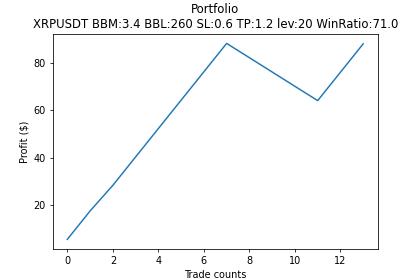 Portfolio
XRPUSDT BBM:3.4 BBL:260 SL:0.6 TP:1.2 lev:20 WinRatio:71.0
80
60
40
20
Profit ($)
0 2 4 6 8 10 12
Trade counts